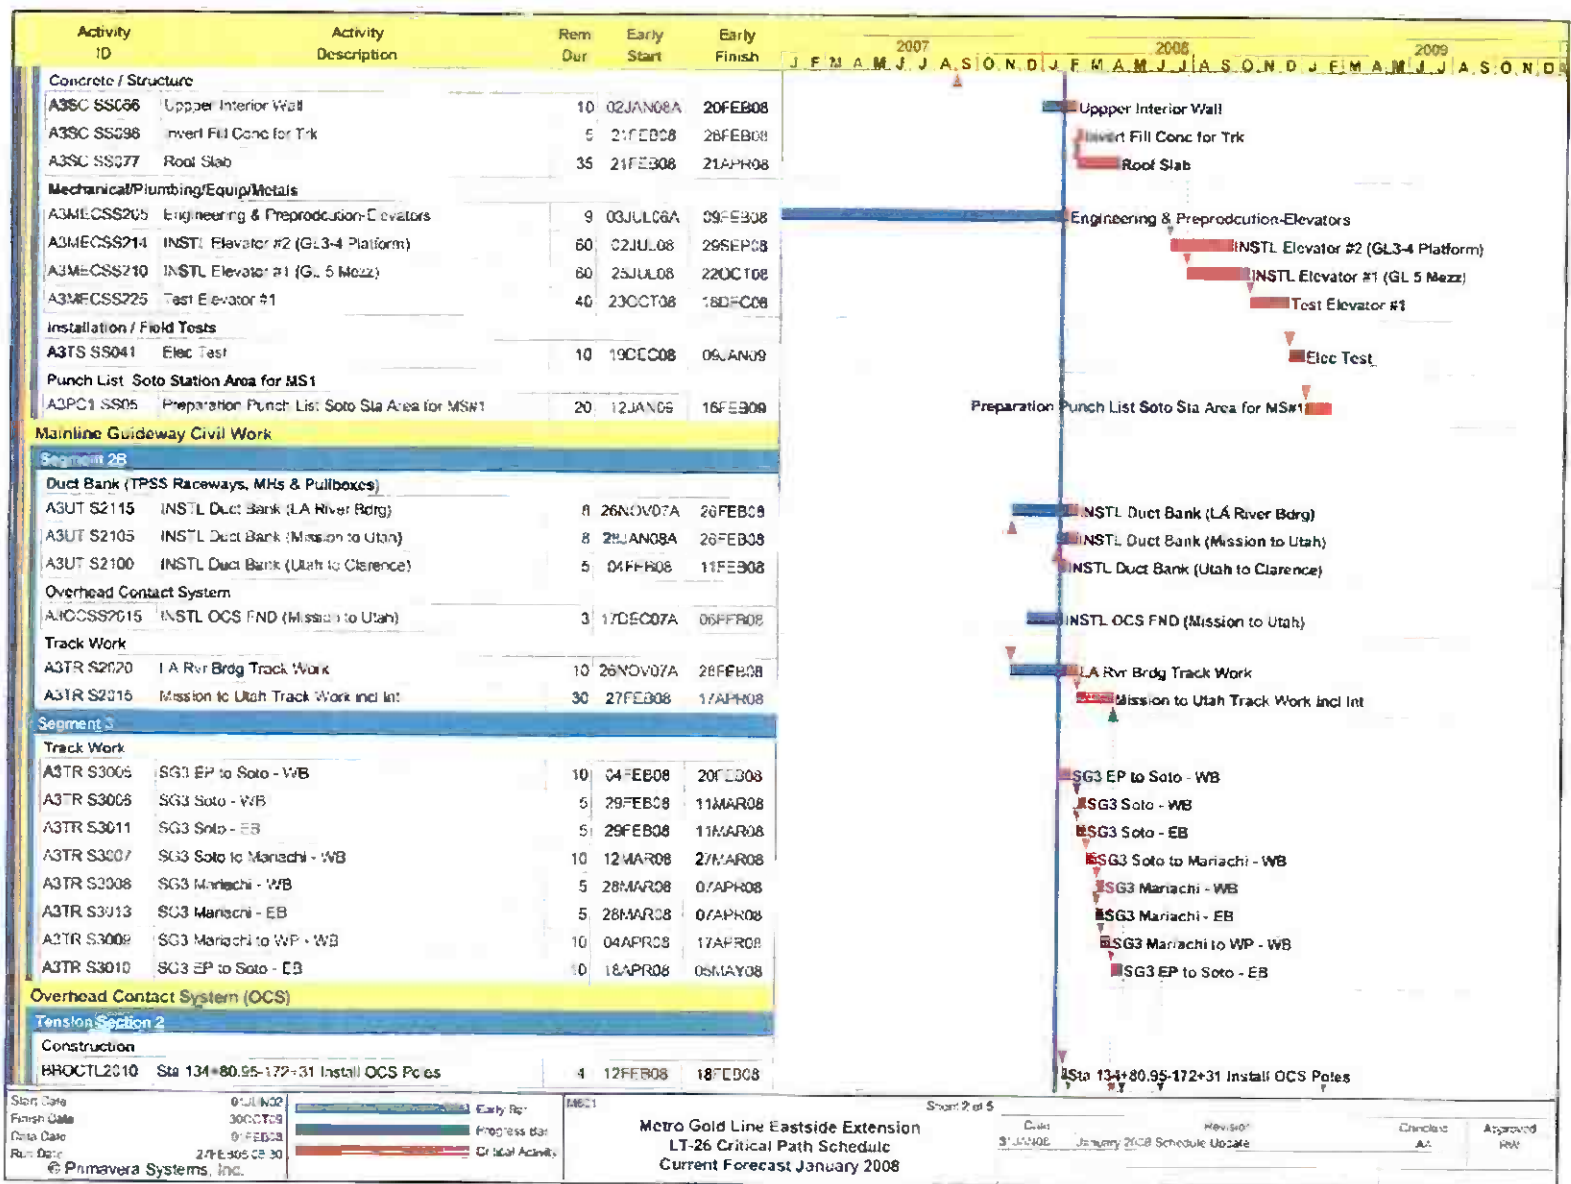 Activity ID Activity Description Rem Dur Early Start Early Finish 2007 2008 2009
J F M A M J J A S O N D J F M A M J J A S O N D J F M A M J J A S O N D
Concrete / Structure
A3SC SS066 Uppper Interior Wall 10 02JAN08A 20FEB08 Uppper Interior Wall
A3SC SS098 Invert Fill Conc for Trk 5 21FEB08 28FEB08 Invert Fill Conc for Trk
A3SC SS077 Roof Slab 35 21FEB08 21APR08 Roof Slab
Mechanical/Plumbing/Equip/Metals
A3MECSS205 Engineering & Preprodcution-Elevators 9 03JUL06A 09FEB08 Engineering & Preprodcution-Elevators
A3MECSS214 INSTL Elevator #2 (GL3-4 Platform) 60 02JUL08 29SEP08 INSTL Elevator #2 (GL3-4 Platform)
A3MECSS210 INSTL Elevator #1 (GL 5 Mezz) 60 25JUL08 22OCT08 INSTL Elevator #1 (GL 5 Mezz)
A3MECSS225 Test Elevator #1 40 23OCT08 18DEC08 Test Elevator #1
Installation / Field Tests
A3TS SS041 Elec Test 10 19DEC08 09JAN09 Elec Test
Punch List Soto Station Area for MS1
A3PC1 SS05 Preparation Punch List Soto Sta Area for MS#1 20 12JAN09 16FEB09 Preparation Punch List Soto Sta Area for MS#1
Mainline Guideway Civil Work
Segment 2B
Duct Bank (TPSS Raceways, MHs & Pullboxes)
A3UT S2115 INSTL Duct Bank (LA River Bdrg) 8 26NOV07A 26FEB08 INSTL Duct Bank (LA River Bdrg)
A3UT S2105 INSTL Duct Bank (Mission to Utah) 8 28JAN08A 26FEB08 INSTL Duct Bank (Mission to Utah)
A3UT S2100 INSTL Duct Bank (Utah to Clarence) 5 04FEB08 11FEB08 INSTL Duct Bank (Utah to Clarence)
Overhead Contact System
INSTL OCS FND (Mission to Utah) 3 17DEC07A 06FEB08 INSTL OCS FND (Mission to Utah)
Track Work
A3TR S2020 LA Rvr Brdg Track Work 10 26NOV07A 28FEB08 LA Rvr Brdg Track Work
A3TR S2015 Mission to Utah Track Work incl Int 30 27FEB08 17APR08 Mission to Utah Track Work incl Int
Segment 3
Track Work
A3TR S3005 SG3 EP to Soto - WB 10 04FEB08 20FEB08 SG3 EP to Soto - WB
A3TR S3006 SG3 Soto - WB 5 29FEB08 11MAR08 SG3 Soto - WB
A3TR S3011 SG3 Soto - EB 5 29FEB08 11MAR08 SG3 Soto - EB
A3TR S3007 SG3 Soto to Mariachi - WB 10 12MAR08 27MAR08 SG3 Soto to Mariachi - WB
A3TR S3008 SG3 Mariachi - WB 5 28MAR08 07APR08 SG3 Mariachi - WB
A3TR S3013 SG3 Mariachi - EB 5 28MAR08 07APR08 SG3 Mariachi - EB
A3TR S3009 SG3 Mariachi to WP - WB 10 04APR08 17APR08 SG3 Mariachi to WP - WB
A3TR S3010 SG3 EP to Soto - EB 10 18APR08 05MAY08 SG3 EP to Soto - EB
Overhead Contact System (OCS)
Tension Section 2
Construction
BROCTL2010 Sta 134+80.95-172+31 Install OCS Poles 4 12FEB08 18FEB08 Sta 134+80.95-172+31 Install OCS Poles
Start Date 01JUN02
Finish Date 30OCT09
Data Date 01FEB08
Run Date
© Primavera Systems, Inc.
Early Bar
Progress Bar
Critical Activity
Sheet 2 of 5
Metro Gold Line Eastside Extension
LT-26 Critical Path Schedule
Current Forecast January 2008
Date Revision Checked Approved
31JAN08 January 2008 Schedule Update AA RW